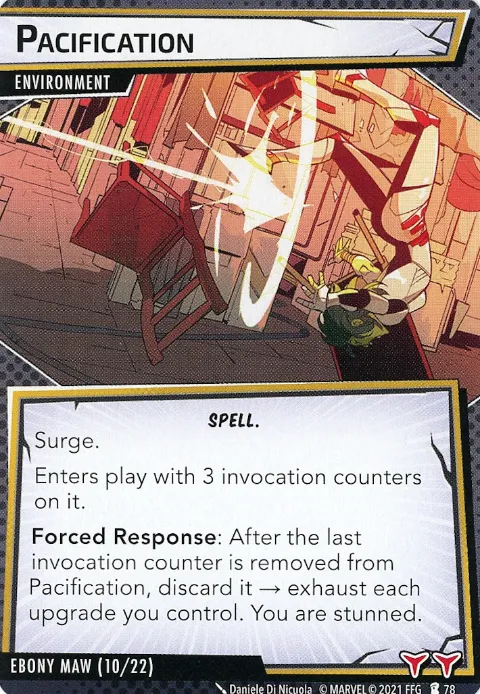 PACIFICATION
ENVIRONMENT
SPELL.
Surge.
Enters play with 3 invocation counters
on it.
Forced Response: After the last
invocation counter is removed from
Pacification, discard it → exhaust each
upgrade you control. You are stunned.
EBONY MAW (10/22)
Daniele Di Nicuola © MARVEL © 2021 FFG 78